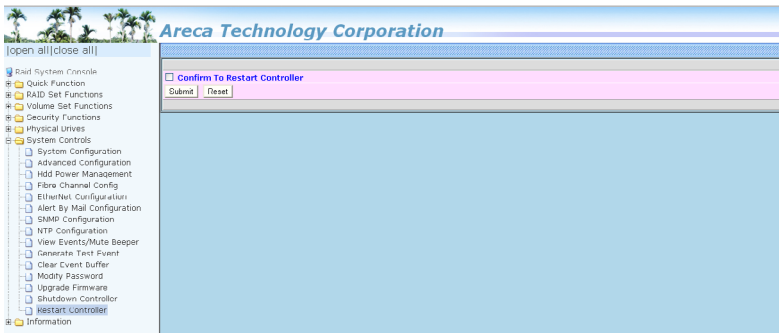 Areca Technology Corporation
|open all|close all|
Raid System Console
Quick Function
RAID Set Functions
Volume Set Functions
Security Functions
Physical Drives
System Controls
System Configuration
Advanced Configuration
Hdd Power Management
Fibre Channel Config
EtherNet Configuration
Alert By Mail Configuration
SNMP Configuration
NTP Configuration
View Events/Mute Beeper
Generate Test Event
Clear Event Buffer
Modify Password
Upgrade Firmware
Shutdown Controller
Restart Controller
Information
Confirm To Restart Controller
Submit Reset